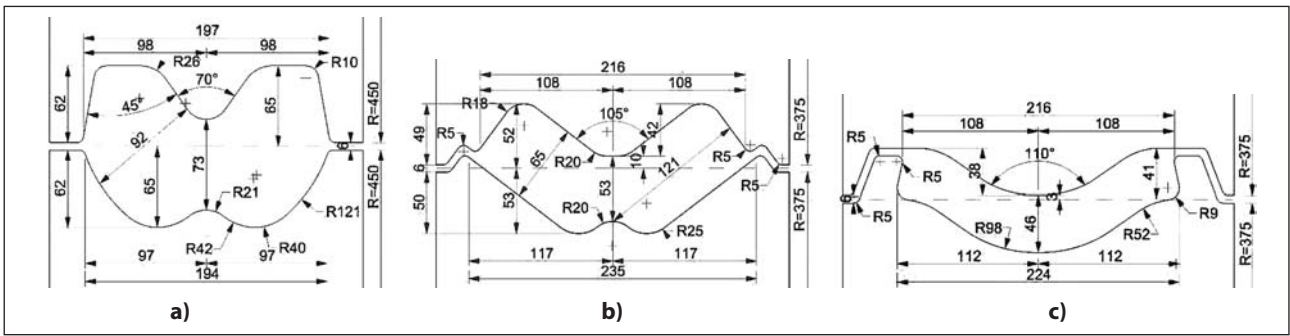 197
98 98
R26 R10
70°
45°
62 65 R=450
92
6
73
62 65 R=450
R21
R121
R42 R40
97 97
194
a)
216
108 108
R18 105°
49 52 42 R=375
R5 R5
65 R20 10 121
6
R5
50 53 53 R=375
R20
R25
117 117
235
b)
216
108 108
R5
110°
R5 38 41 R=375
6 3
R5 R9
46
R98 R52 R=375
112 112
224
c)